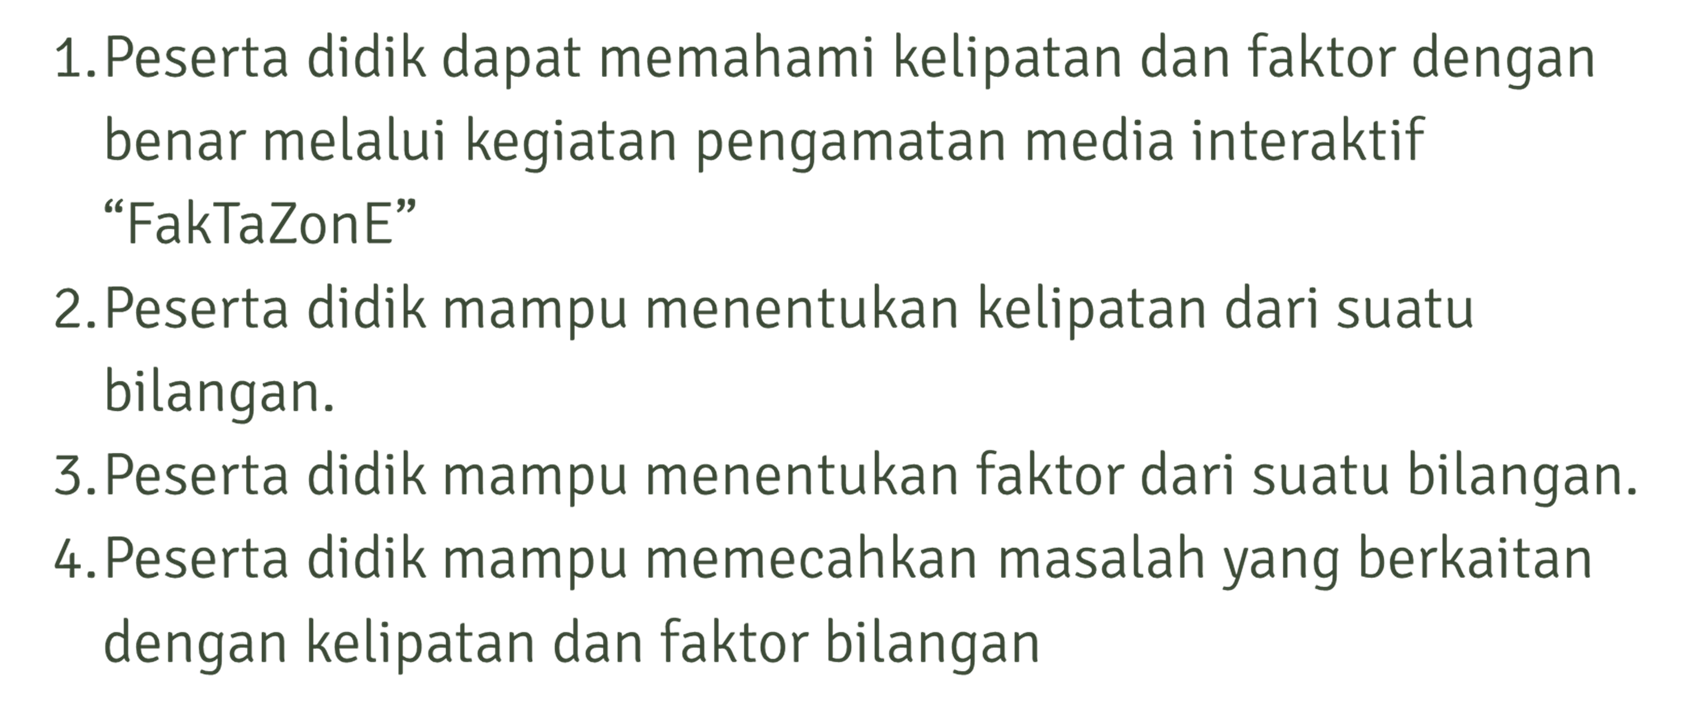 1. Peserta didik dapat memahami kelipatan dan faktor dengan
benar melalui kegiatan pengamatan media interaktif
“FakTaZonE”
2. Peserta didik mampu menentukan kelipatan dari suatu
bilangan.
3. Peserta didik mampu menentukan faktor dari suatu bilangan.
4. Peserta didik mampu memecahkan masalah yang berkaitan
dengan kelipatan dan faktor bilangan